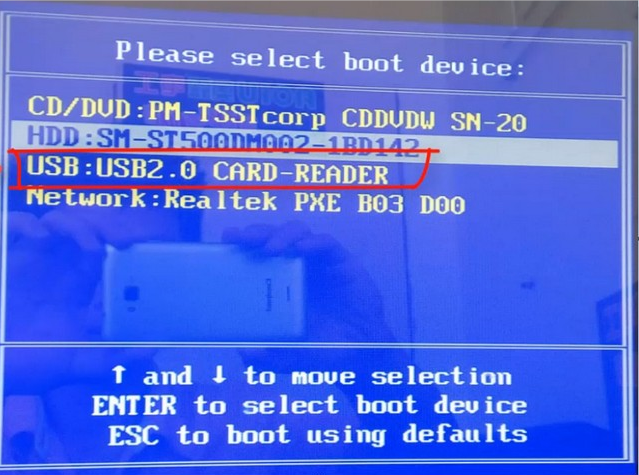 Please select boot device:
CD/DVD:PM-TSSTcorp CDDVDW SN-20
HDD:SM-ST500DM002-1BD142
USB:USB2.0 CARD-READER
Network:Realtek PXE B03 D00
↑ and ↓ to move selection
ENTER to select boot device
ESC to boot using defaults